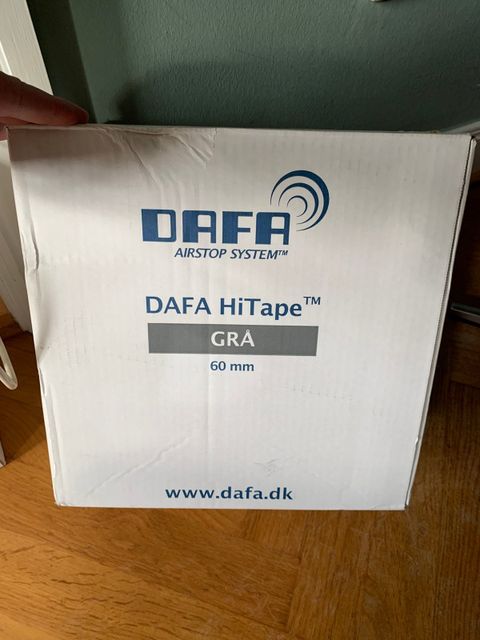 DAFA
AIRSTOP SYSTEM™
DAFA HiTape™
GRÅ
60 mm
www.dafa.dk